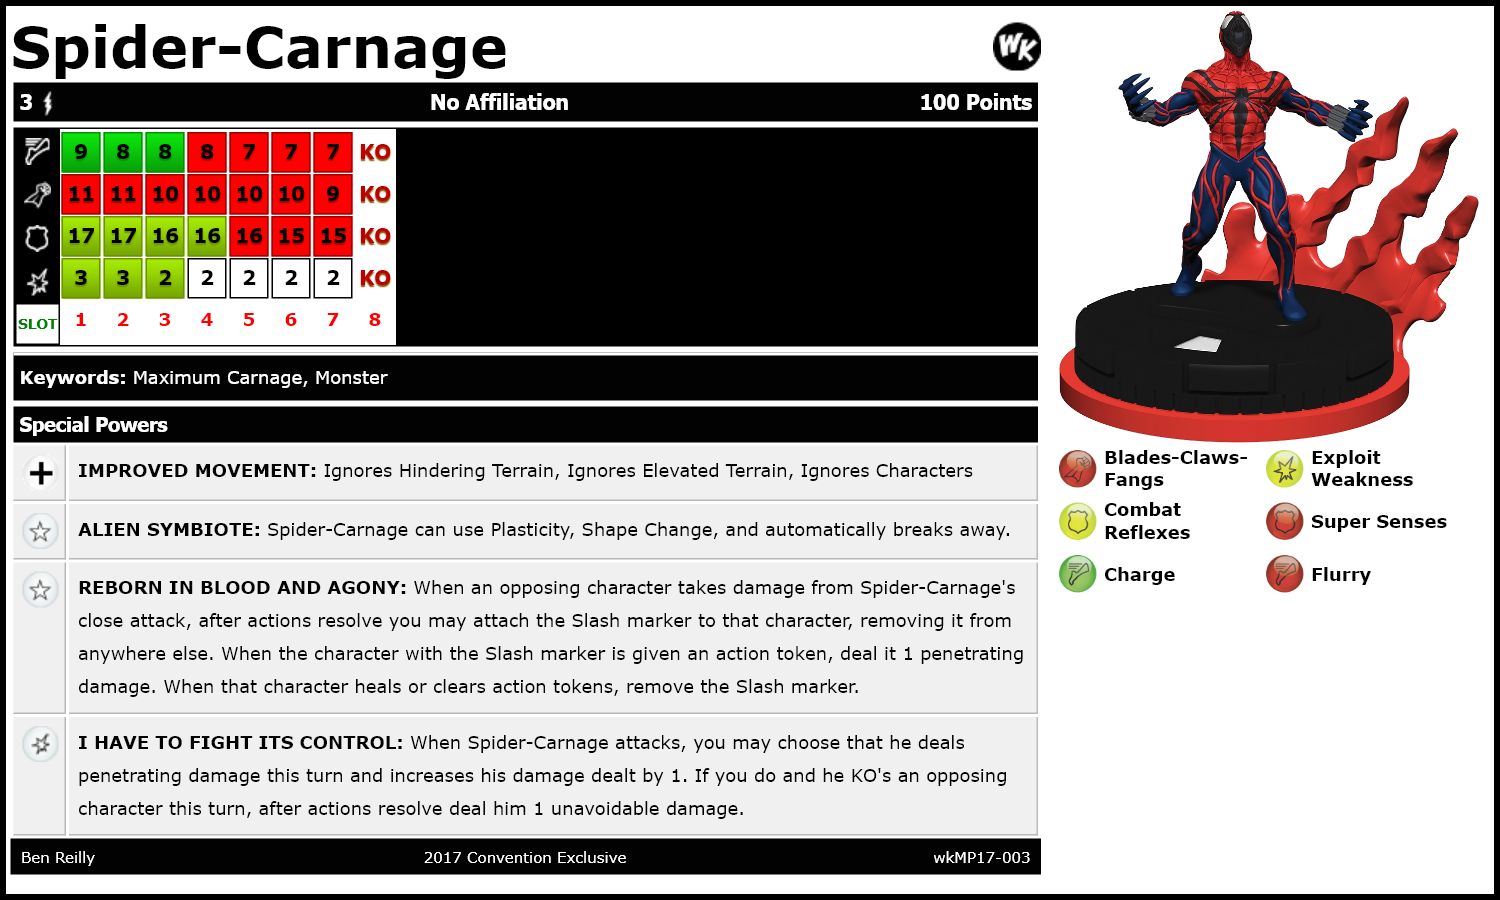 Spider-Carnage
WK
3 No Affiliation 100 Points
9 8 8 8 7 7 7 KO
11 11 10 10 10 10 9 KO
17 17 16 16 16 15 15 KO
3 3 2 2 2 2 2 KO
SLOT 1 2 3 4 5 6 7 8
Keywords: Maximum Carnage, Monster
Special Powers
IMPROVED MOVEMENT: Ignores Hindering Terrain, Ignores Elevated Terrain, Ignores Characters
ALIEN SYMBIOTE: Spider-Carnage can use Plasticity, Shape Change, and automatically breaks away.
REBORN IN BLOOD AND AGONY: When an opposing character takes damage from Spider-Carnage's
close attack, after actions resolve you may attach the Slash marker to that character, removing it from
anywhere else. When the character with the Slash marker is given an action token, deal it 1 penetrating
damage. When that character heals or clears action tokens, remove the Slash marker.
I HAVE TO FIGHT ITS CONTROL: When Spider-Carnage attacks, you may choose that he deals
penetrating damage this turn and increases his damage dealt by 1. If you do and he KO's an opposing
character this turn, after actions resolve deal him 1 unavoidable damage.
Ben Reilly 2017 Convention Exclusive wkMP17-003
Blades-Claws-
Fangs
Exploit
Weakness
Combat
Reflexes
Super Senses
Charge
Flurry